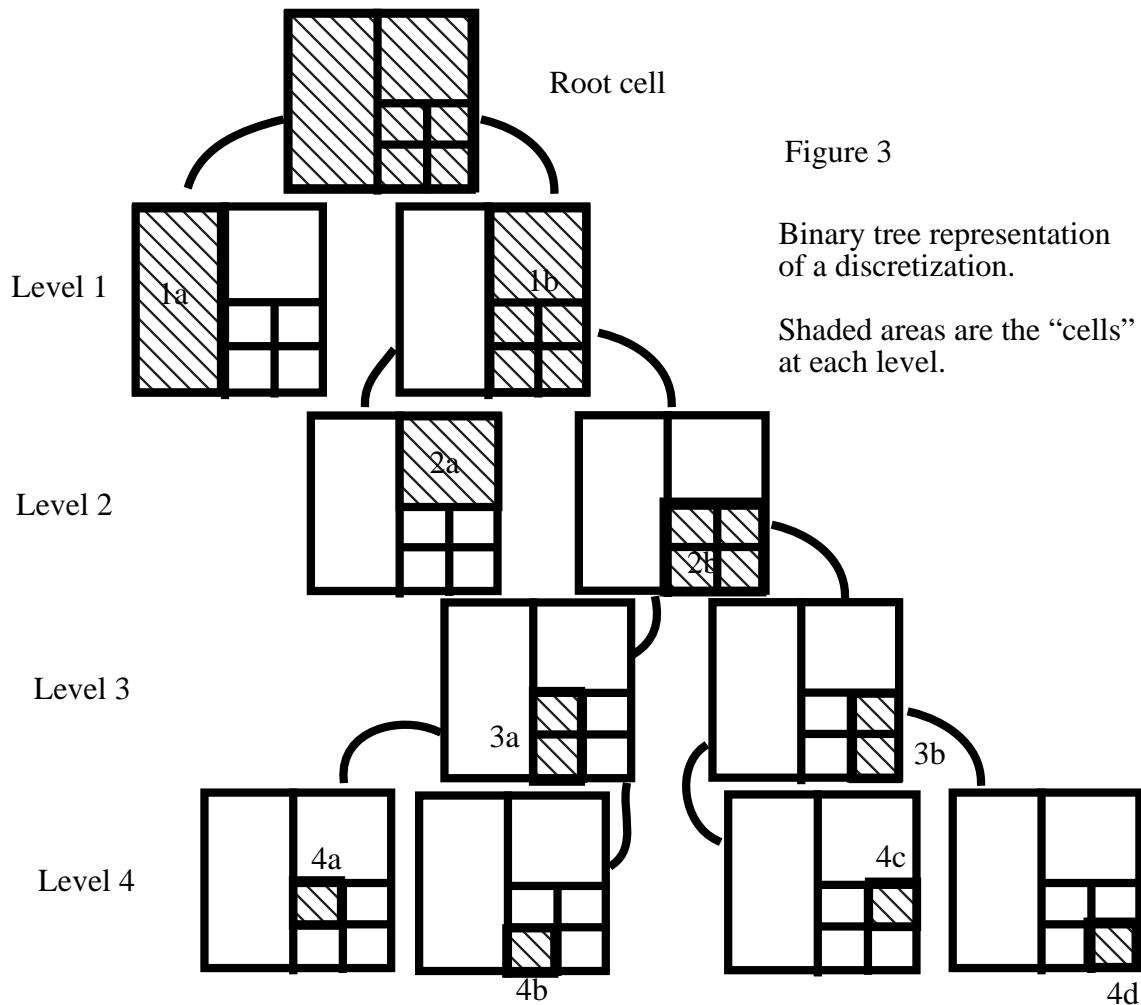 Root cell
Figure 3
Binary tree representation
of a discretization.
Level 1
1a
1b
Shaded areas are the “cells”
at each level.
2a
Level 2
2b
Level 3
3a
3b
4a
4c
Level 4
4b
4d